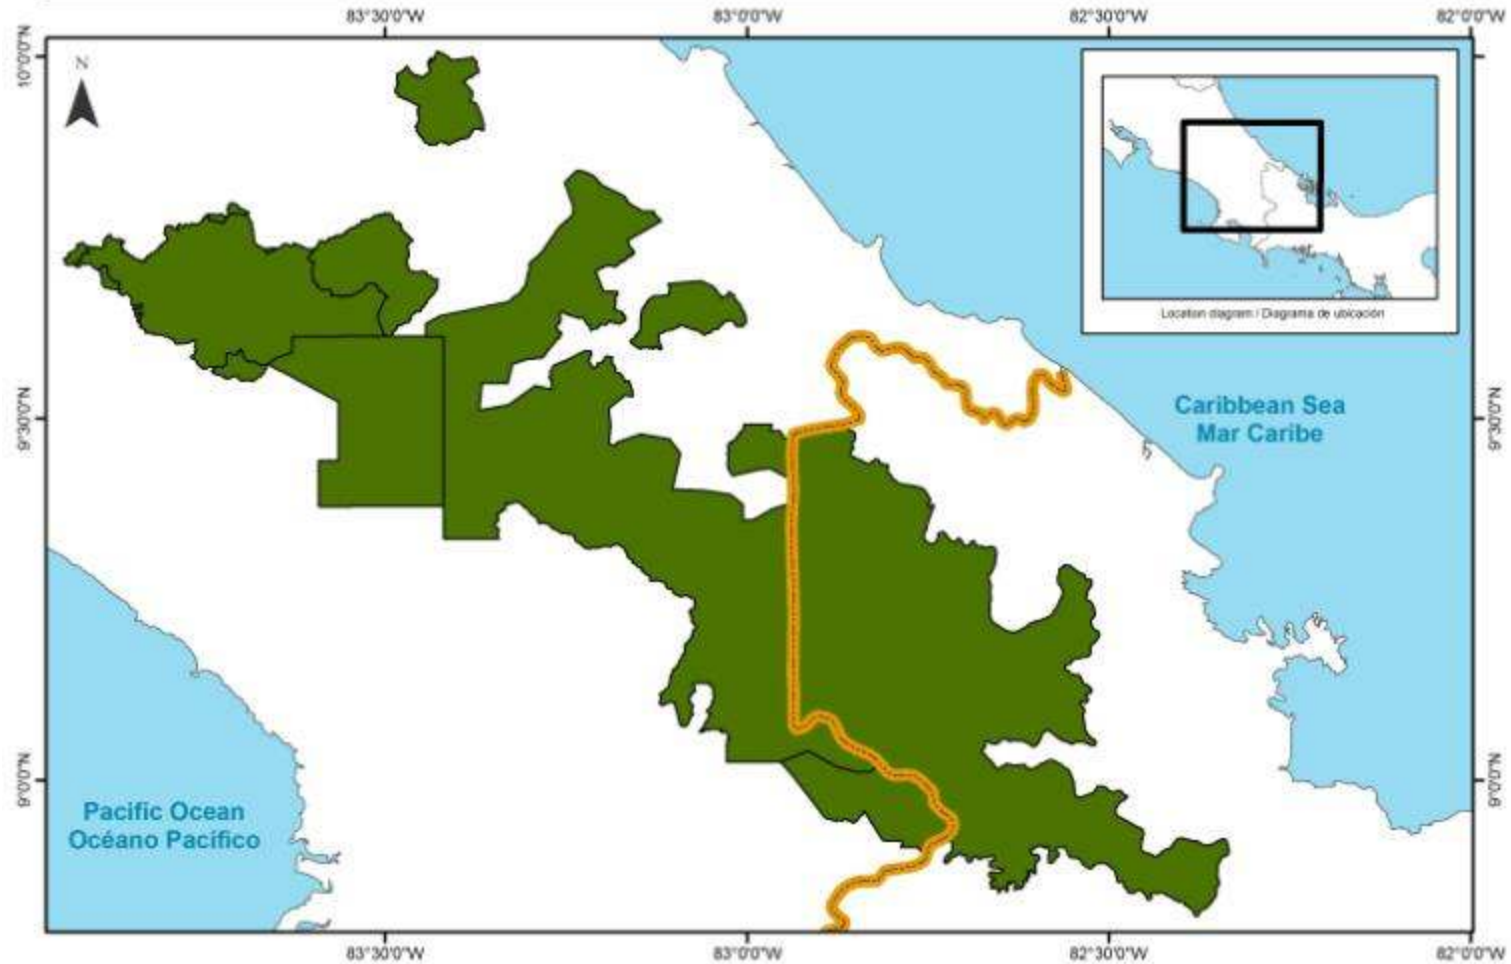 83°30'0"W 83°0'0"W 82°30'0"W 82°0'0"W
10°0'0"N
N
Location diagram / Diagrama de ubicación
9°30'0"N
9°30'0"N
Caribbean Sea
Mar Caribe
9°0'0"N
9°0'0"N
Pacific Ocean
Océano Pacífico
83°30'0"W 83°0'0"W 82°30'0"W 82°0'0"W